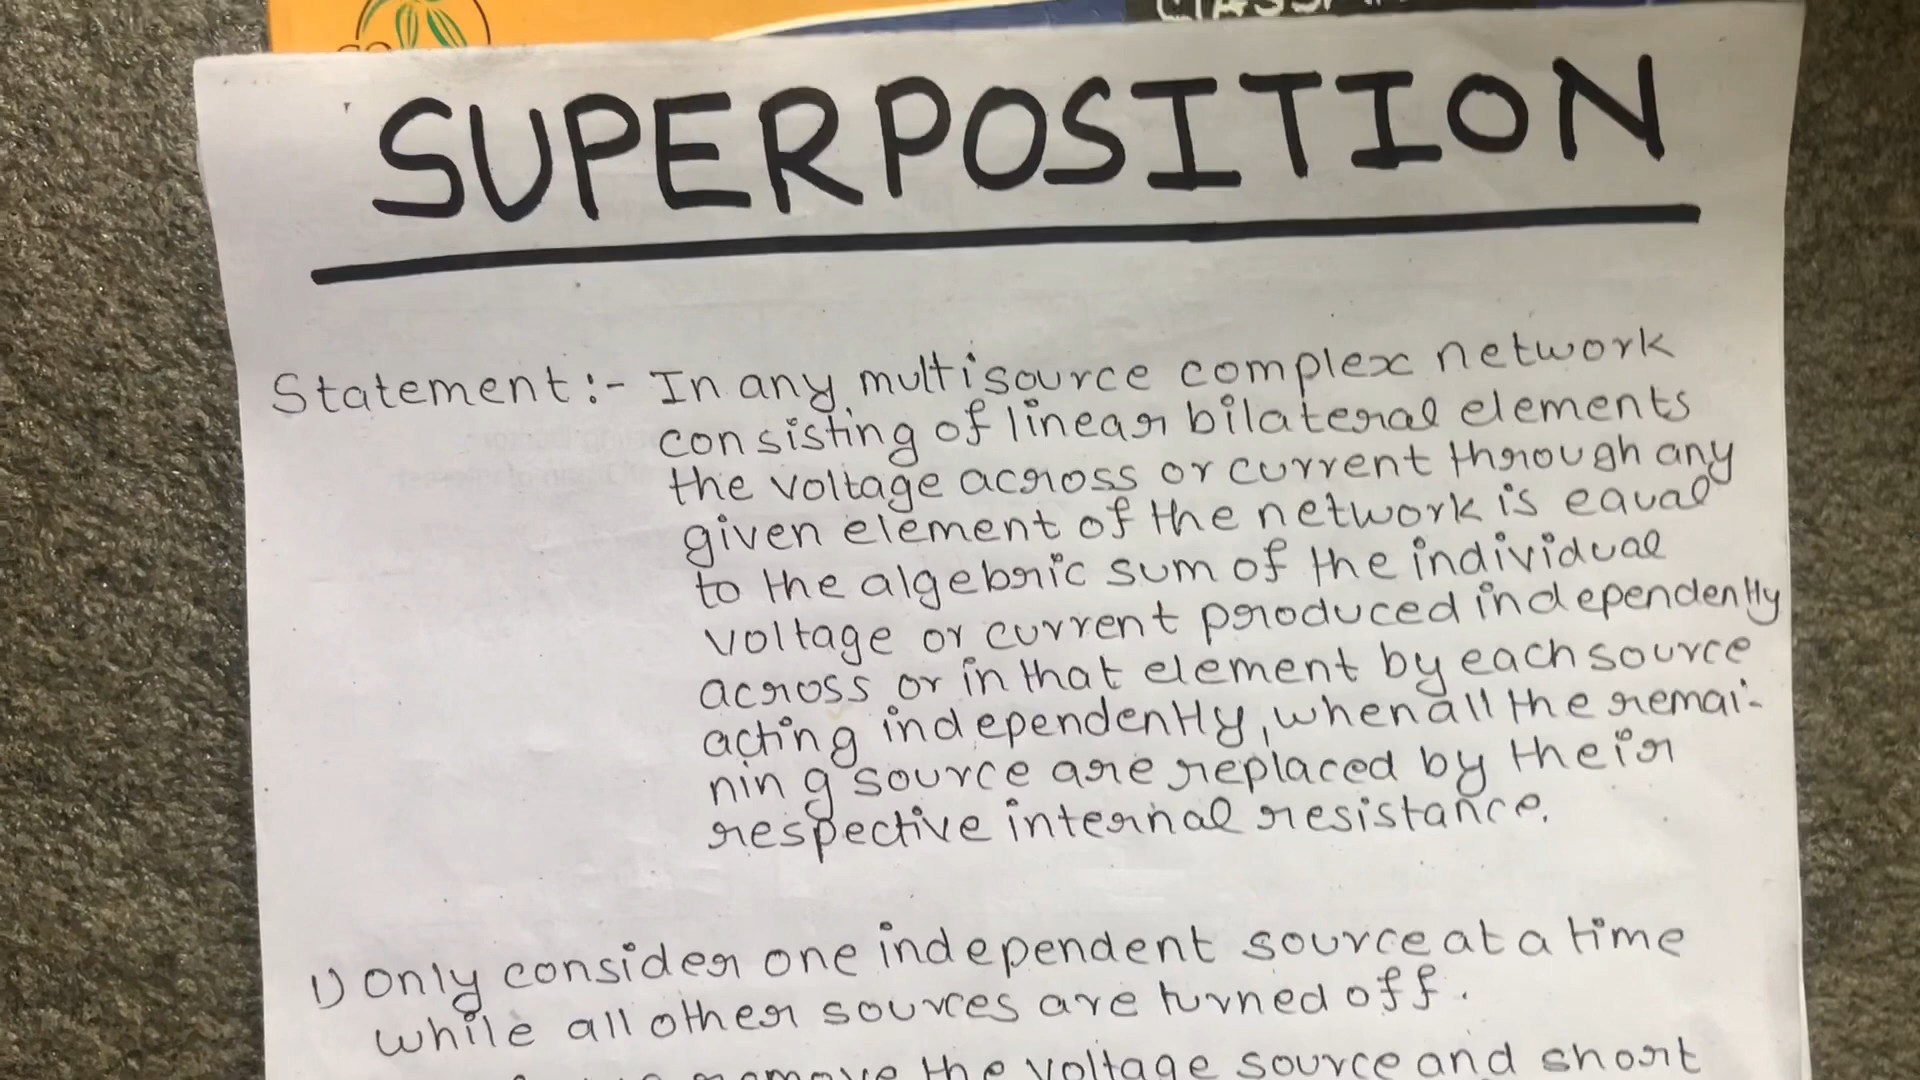 SUPERPOSITION
Statement:- In any multisource complex network
consisting of linear bilateral elements
the voltage across or current through any
given element of the network is equal
to the algebric sum of the individual
voltage or current produced independently
across or in that element by each source
acting independently, when all the remai-
ning source are replaced by their
respective internal resistance.
1) Only consider one independent source at a time
while all other sources are turned off.
remove the voltage source and short